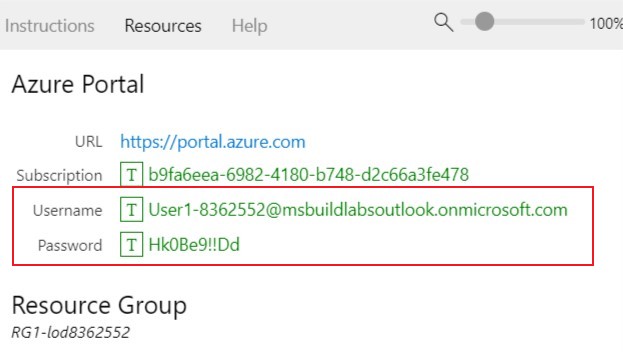 Instructions Resources Help 100%
Azure Portal
URL https://portal.azure.com
Subscription T b9fa6eea-6982-4180-b748-d2c66a3fe478
Username T User1-8362552@msbuildlabsoutlook.onmicrosoft.com
Password T Hk0Be9!!Dd
Resource Group
RG1-lod8362552